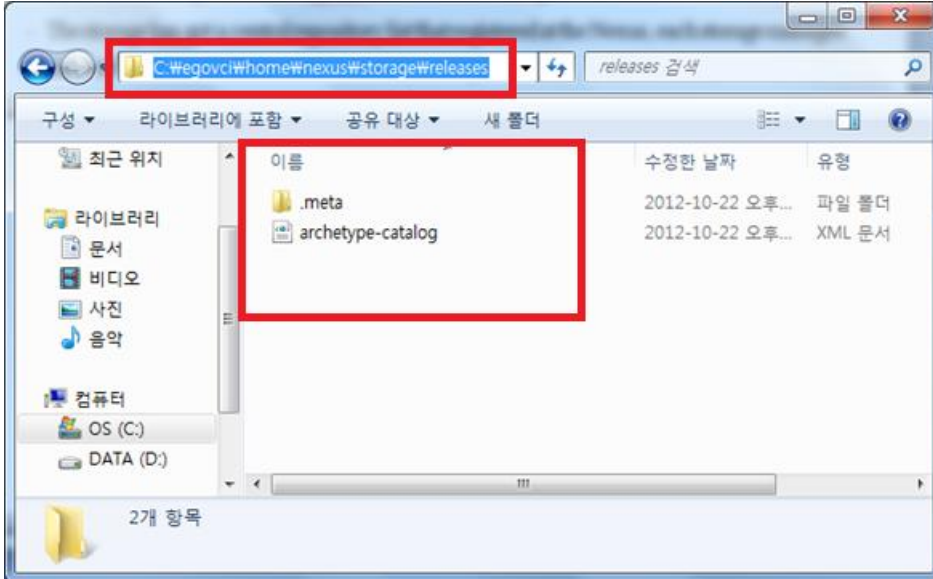 C:₩egovci₩home₩nexus₩storage₩releases
releases 검색
구성
라이브러리에 포함
공유 대상
새 폴더
최근 위치
라이브러리
문서
비디오
사진
음악
컴퓨터
OS (C:)
DATA (D:)
이름
수정한 날짜
유형
.meta
2012-10-22 오후...
파일 폴더
archetype-catalog
2012-10-22 오후...
XML 문서
2개 항목